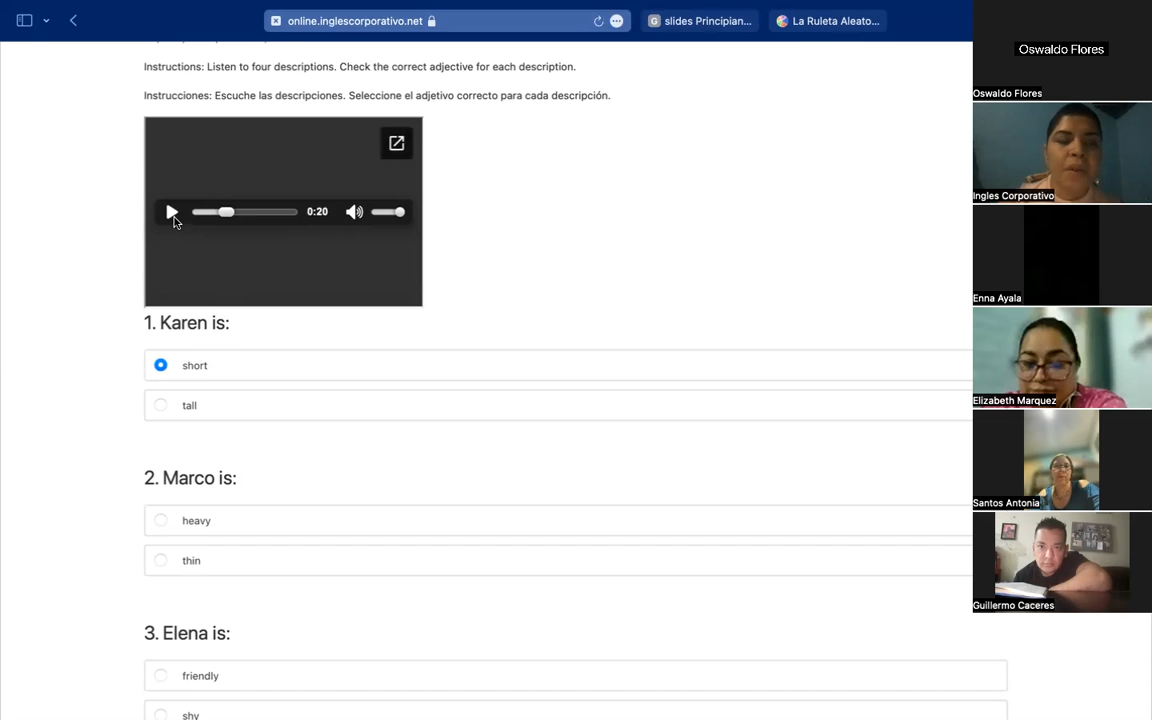 online.inglescorporativo.net
slides Principian...
La Ruleta Aleato...
Instructions: Listen to four descriptions. Check the correct adjective for each description.
Instrucciones: Escuche las descripciones. Seleccione el adjetivo correcto para cada descripción.
0:20
1. Karen is:
short
tall
2. Marco is:
heavy
thin
3. Elena is:
friendly
shy
Oswaldo Flores
Oswaldo Flores
Ingles Corporativo
Enna Ayala
Elizabeth Marquez
Santos Antonia
Guillermo Caceres